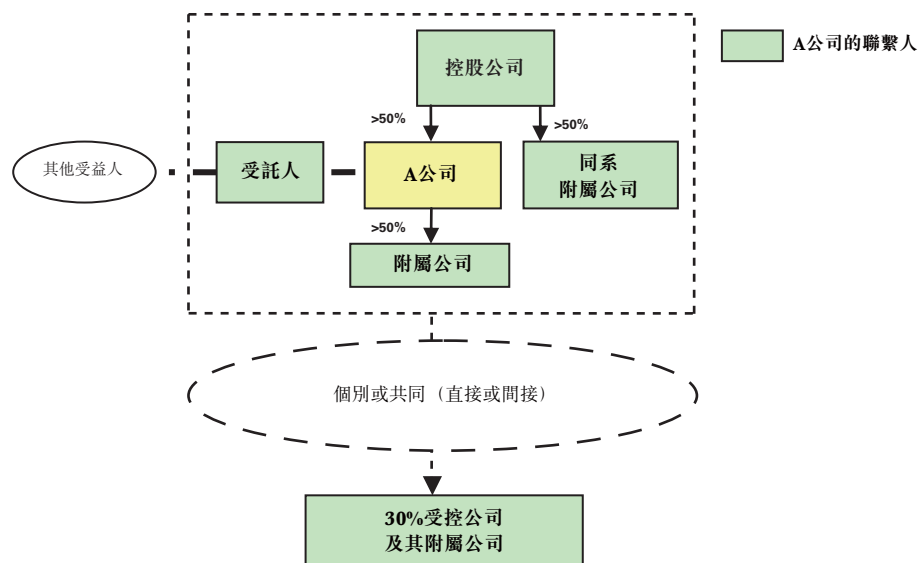 控股公司
A公司的聯繫人
>50%
>50%
其他受益人
受託人
A公司
同系
附屬公司
>50%
附屬公司
個別或共同（直接或間接）
30%受控公司
及其附屬公司